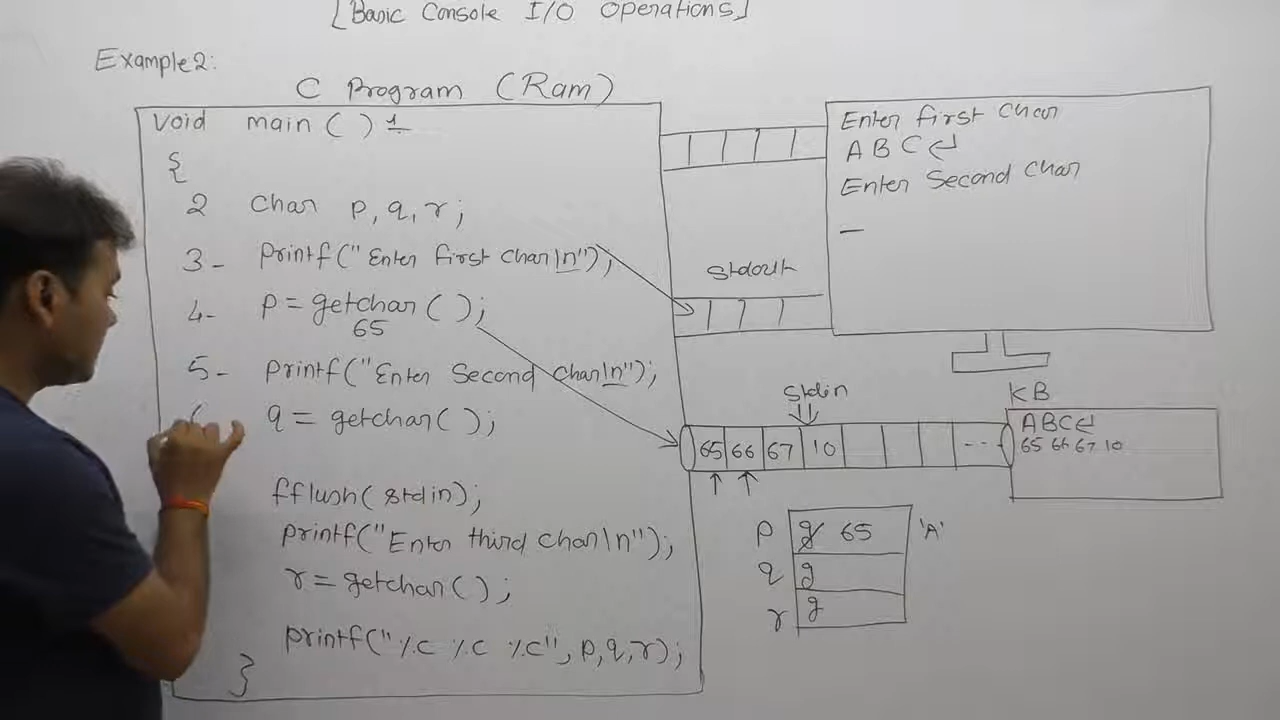 [Basic Console I/O Operations]
Example2:
C Program (Ram)
void main ( ) 1
{
2 char p, q, r;
3- printf("Enter first char\n");
4- p = getchar ( );
65
5- printf("Enter Second char\n");
q = getchar ( );
fflush(stdin);
printf("Enter third char\n");
r = getchar ( );
printf("%c %c %c", p, q, r);
}
Enter first char
A B C ↵
Enter Second char
_
Stdout
Stdin
KB
65 66 67 10 ...
ABC↵
65 66 67 10
p g 65 'A'
q g
r g